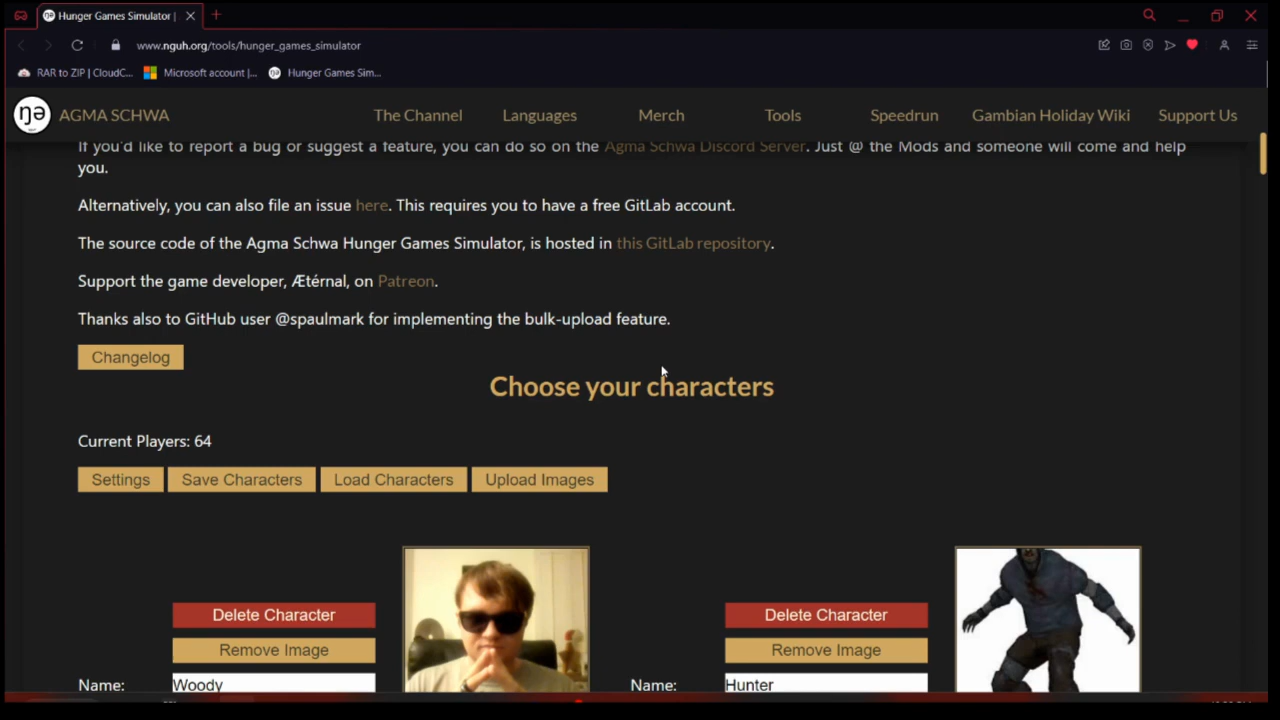 Hunger Games Simulator |
www.nguh.org/tools/hunger_games_simulator
RAR to ZIP | CloudC... Microsoft account |... Hunger Games Sim...
ŋə AGMA SCHWA The Channel Languages Merch Tools Speedrun Gambian Holiday Wiki Support Us
If you'd like to report a bug or suggest a feature, you can do so on the Agma Schwa Discord Server. Just @ the Mods and someone will come and help
you.
Alternatively, you can also file an issue here. This requires you to have a free GitLab account.
The source code of the Agma Schwa Hunger Games Simulator, is hosted in this GitLab repository.
Support the game developer, Ætérnal, on Patreon.
Thanks also to GitHub user @spaulmark for implementing the bulk-upload feature.
Changelog
Choose your characters
Current Players: 64
Settings Save Characters Load Characters Upload Images
Delete Character Delete Character
Remove Image Remove Image
Name: Woody Name: Hunter